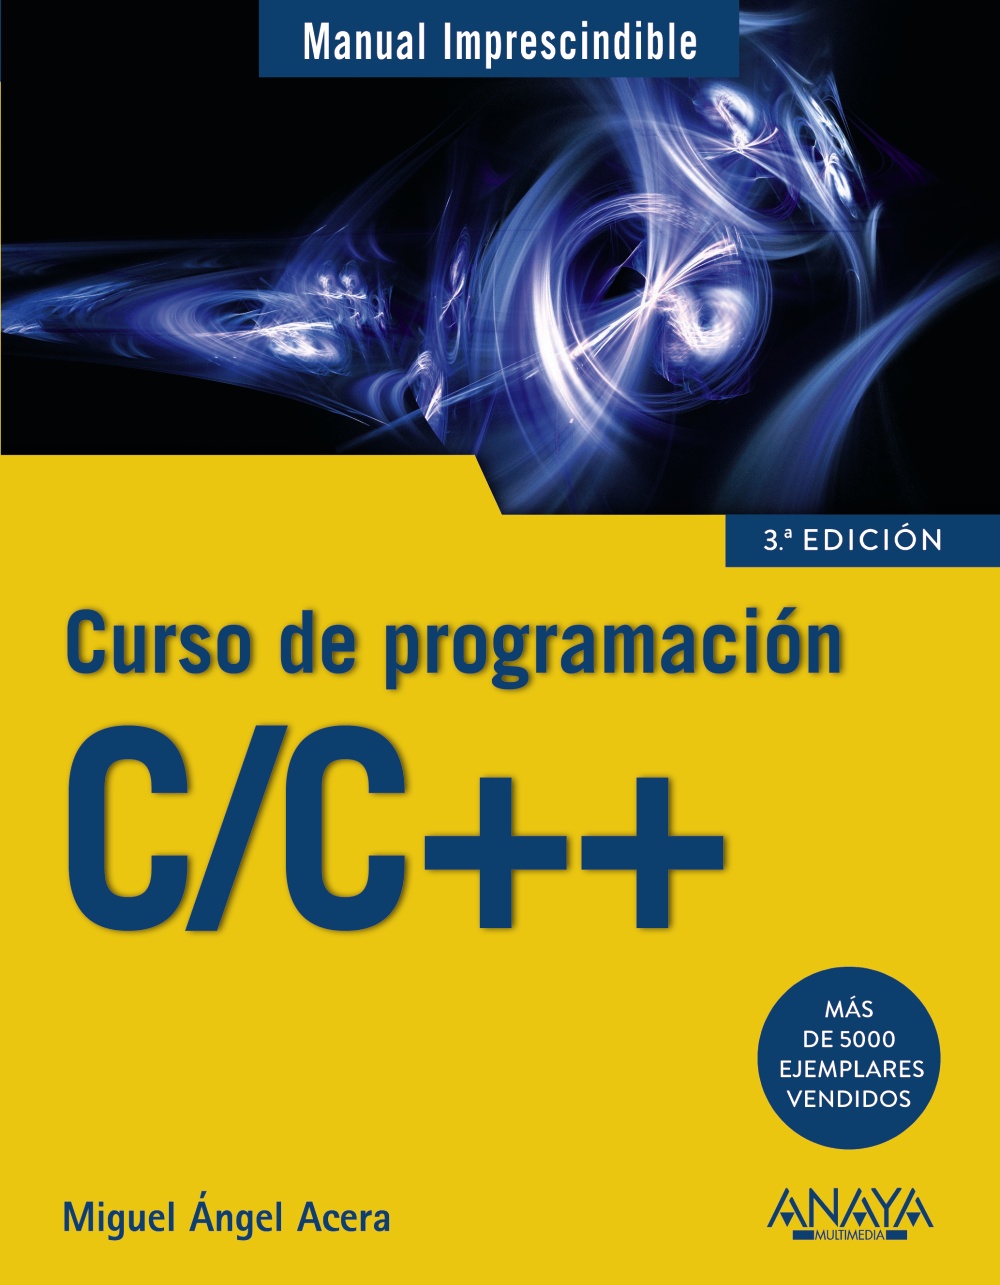 Manual Imprescindible
3.ª EDICIÓN
Curso de programación
C/C++
MÁS
DE 5000
EJEMPLARES
VENDIDOS
Miguel Ángel Acera
ANAYA
MULTIMEDIA